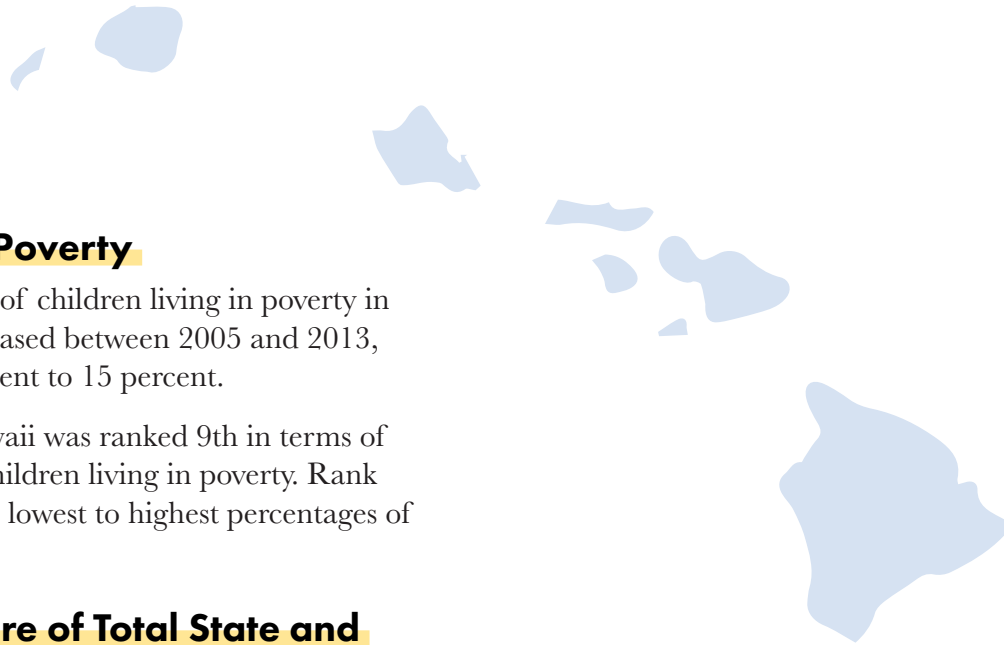 Poverty
of children living in poverty in
ased between 2005 and 2013,
ent to 15 percent.
waii was ranked 9th in terms of
hildren living in poverty. Rank
lowest to highest percentages of
re of Total State and